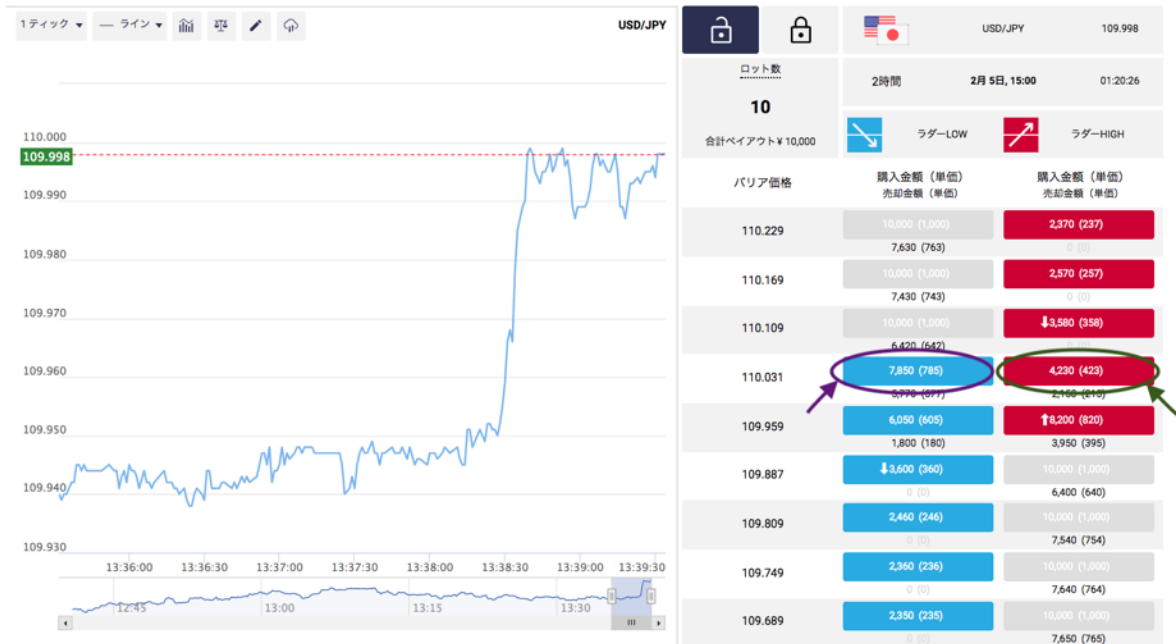 1ティック ▼ — ライン ▼
USD/JPY
110.000
109.998
109.990
109.980
109.970
109.960
109.950
109.940
109.930
13:36:00 13:36:30 13:37:00 13:37:30 13:38:00 13:38:30 13:39:00 13:39:30
12:45 13:00 13:15 13:30
USD/JPY 109.998
ロット数
10
合計ペイアウト¥10,000
2時間 2月 5日, 15:00 01:20:26
ラダーLOW ラダーHIGH
バリア価格 購入金額（単価） 購入金額（単価）
売却金額（単価） 売却金額（単価）
110.229 10,000 (1,000) 2,370 (237)
7,630 (763) 0 (0)
110.169 10,000 (1,000) 2,570 (257)
7,430 (743) 0 (0)
110.109 10,000 (1,000) ⬇3,580 (358)
6,420 (642)
110.031 7,850 (785) 4,230 (423)
109.959 6,050 (605) ⬆8,200 (820)
1,800 (180) 3,950 (395)
109.887 ⬇3,600 (360) 10,000 (1,000)
0 (0) 6,400 (640)
109.809 2,460 (246) 10,000 (1,000)
0 (0) 7,540 (754)
109.749 2,360 (236) 10,000 (1,000)
0 (0) 7,640 (764)
109.689 2,350 (235) 10,000 (1,000)
0 (0) 7,650 (765)